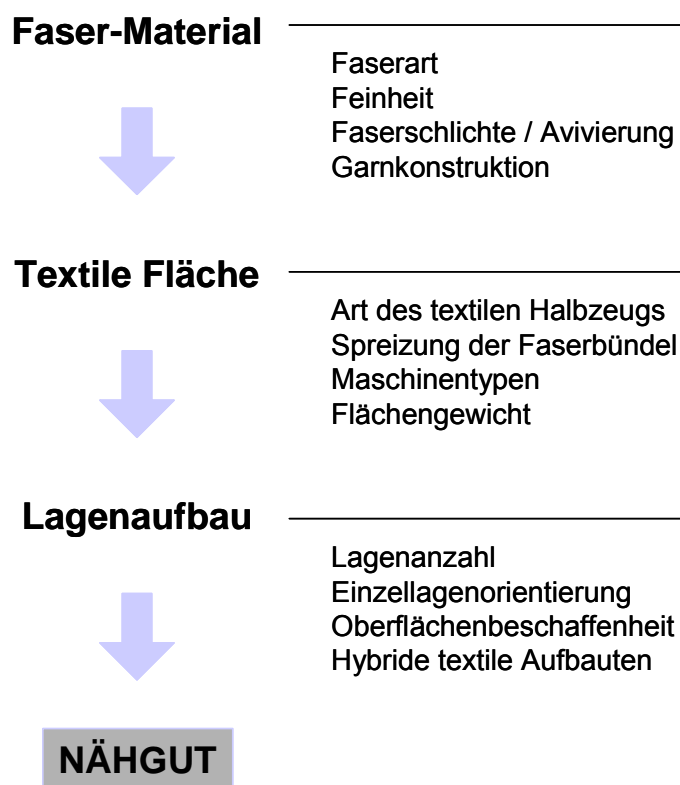 Faser-Material
Faserart
Feinheit
Faserschlichte / Avivierung
Garnkonstruktion
Textile Fläche
Art des textilen Halbzeugs
Spreizung der Faserbündel
Maschinentypen
Flächengewicht
Lagenaufbau
Lagenanzahl
Einzellagenorientierung
Oberflächenbeschaffenheit
Hybride textile Aufbauten
NÄHGUT